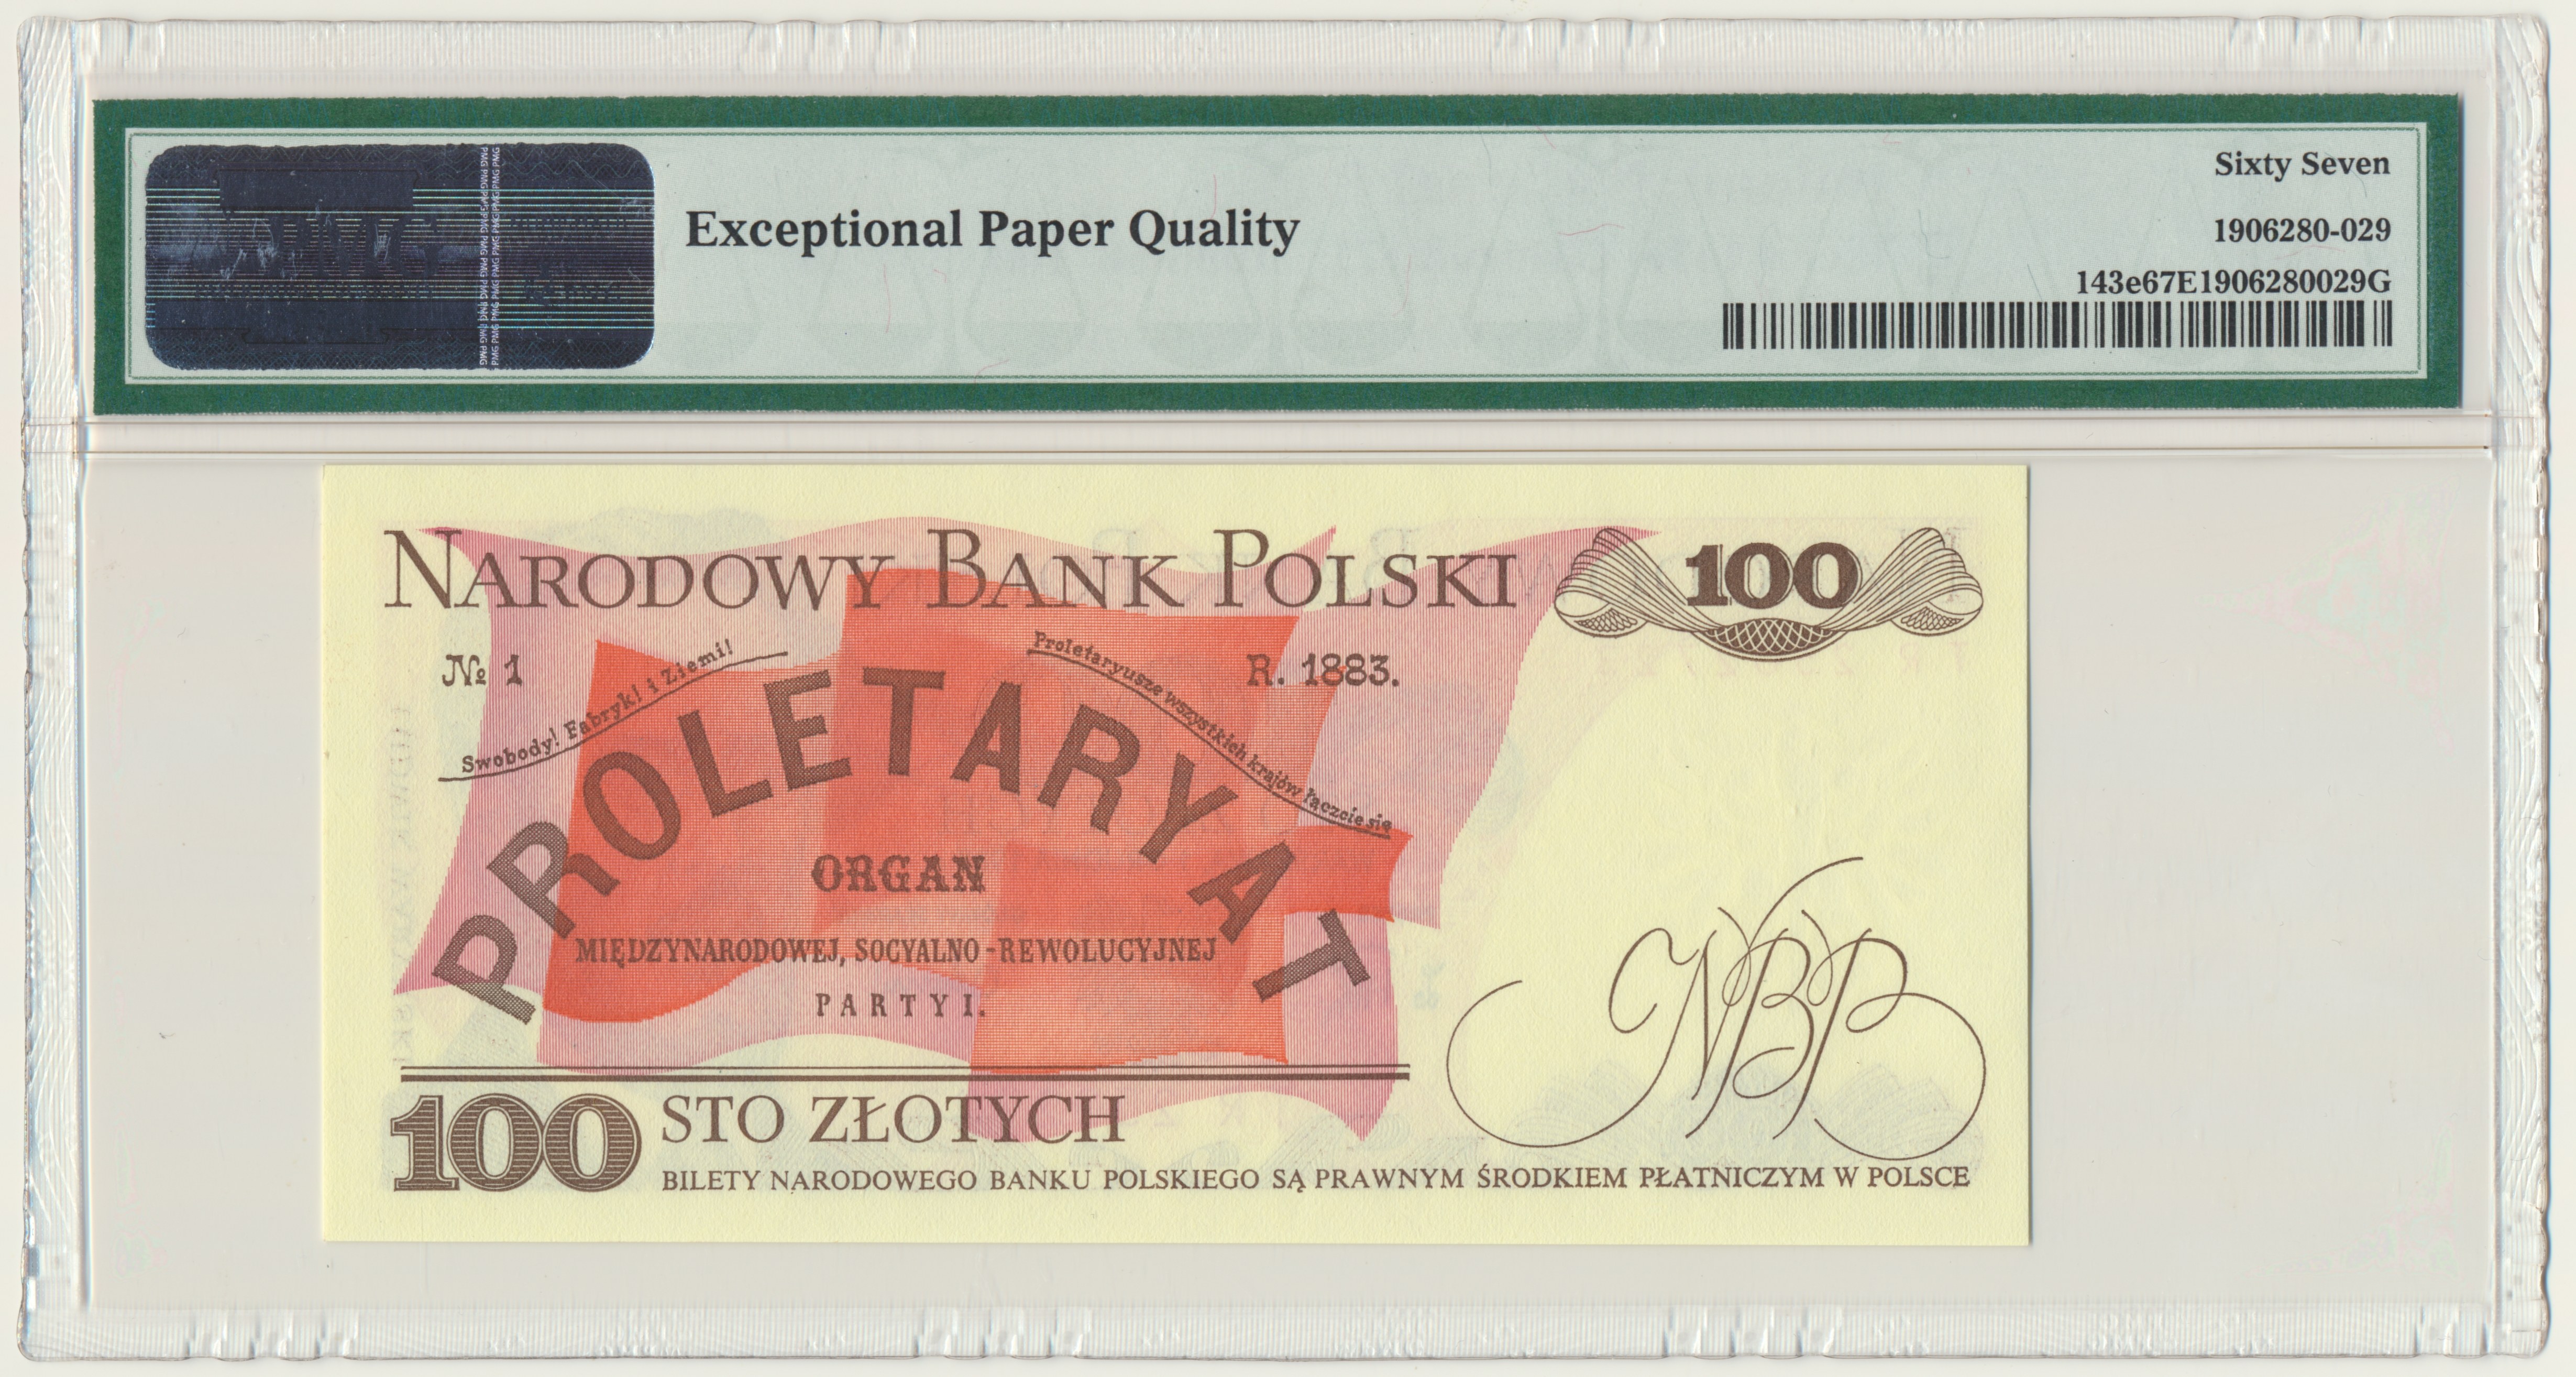 Sixty Seven
Exceptional Paper Quality
1906280-029
143e67E1906280029G
NARODOWY BANK POLSKI
100
№ 1
Swobody! Fabryk! i Ziemi!
Proletaryusze wszystkich krajów łączcie się
R. 1883.
PROLETARYAT
ORGAN
MIĘDZYNARODOWEJ, SOCYALNO-REWOLUCYJNEJ
PARTYI.
NBP
100 STO ZŁOTYCH
BILETY NARODOWEGO BANKU POLSKIEGO SĄ PRAWNYM ŚRODKIEM PŁATNICZYM W POLSCE